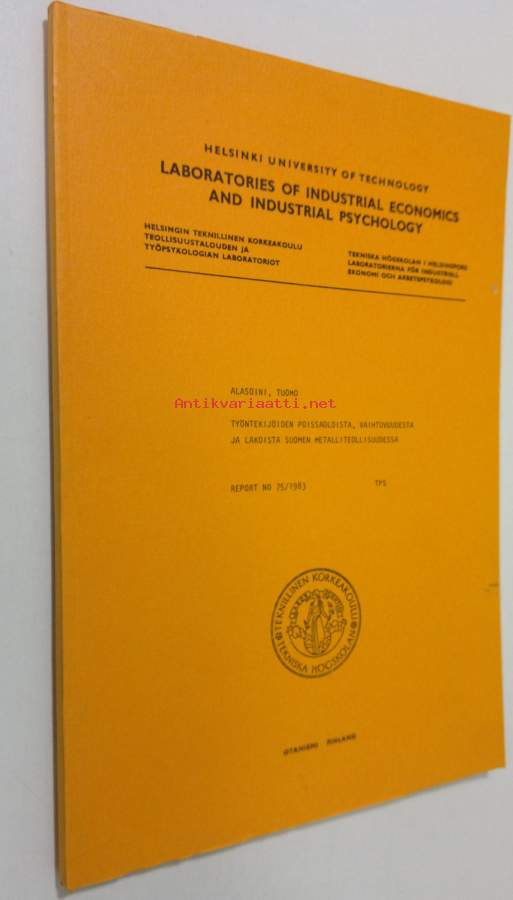 HELSINKI UNIVERSITY OF TECHNOLOGY
LABORATORIES OF INDUSTRIAL ECONOMICS
AND INDUSTRIAL PSYCHOLOGY
HELSINGIN TEKNILLINEN KORKEAKOULU
TEOLLISUUSTALOUDEN JA
TYÖPSYKOLOGIAN LABORATORIOT
TEKNISKA HÖGSKOLAN I HELSINGFORS
LABORATORIERNA FÖR INDUSTRIELL
EKONOMI OCH ARBETSPSYKOLOGI
ALASOINI, TUOMO
Antikvariaatti.net
TYÖNTEKIJÖIDEN POISSAOLOISTA, VAIHTUVUUDESTA
JA LAKOISTA SUOMEN METALLITEOLLISUUDESSA
REPORT NO 75/1983 TPS
TEKNILLINEN KORKEAKOULU
TEKNISKA HÖGSKOLAN
OTANIEMI FINLAND